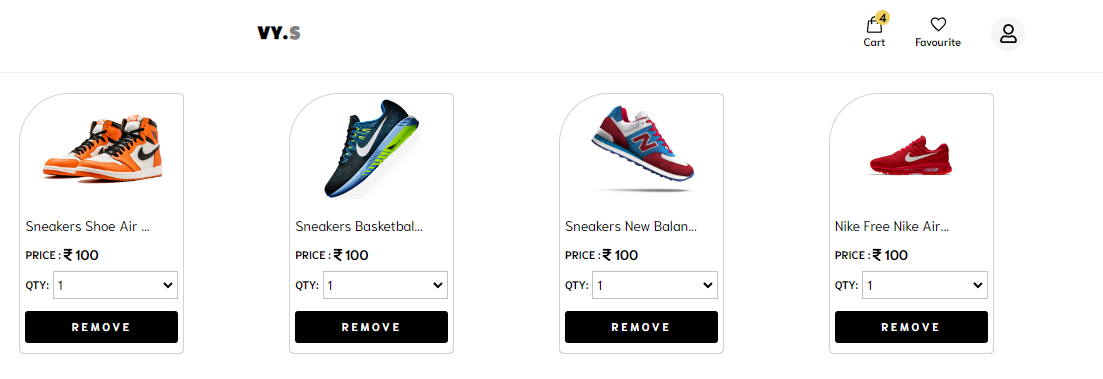 VY.S
4
Cart
Favourite
Sneakers Shoe Air ...
PRICE : ₹ 100
QTY: 1
REMOVE
Sneakers Basketbal...
PRICE : ₹ 100
QTY: 1
REMOVE
Sneakers New Balan...
PRICE : ₹ 100
QTY: 1
REMOVE
Nike Free Nike Air...
PRICE : ₹ 100
QTY: 1
REMOVE